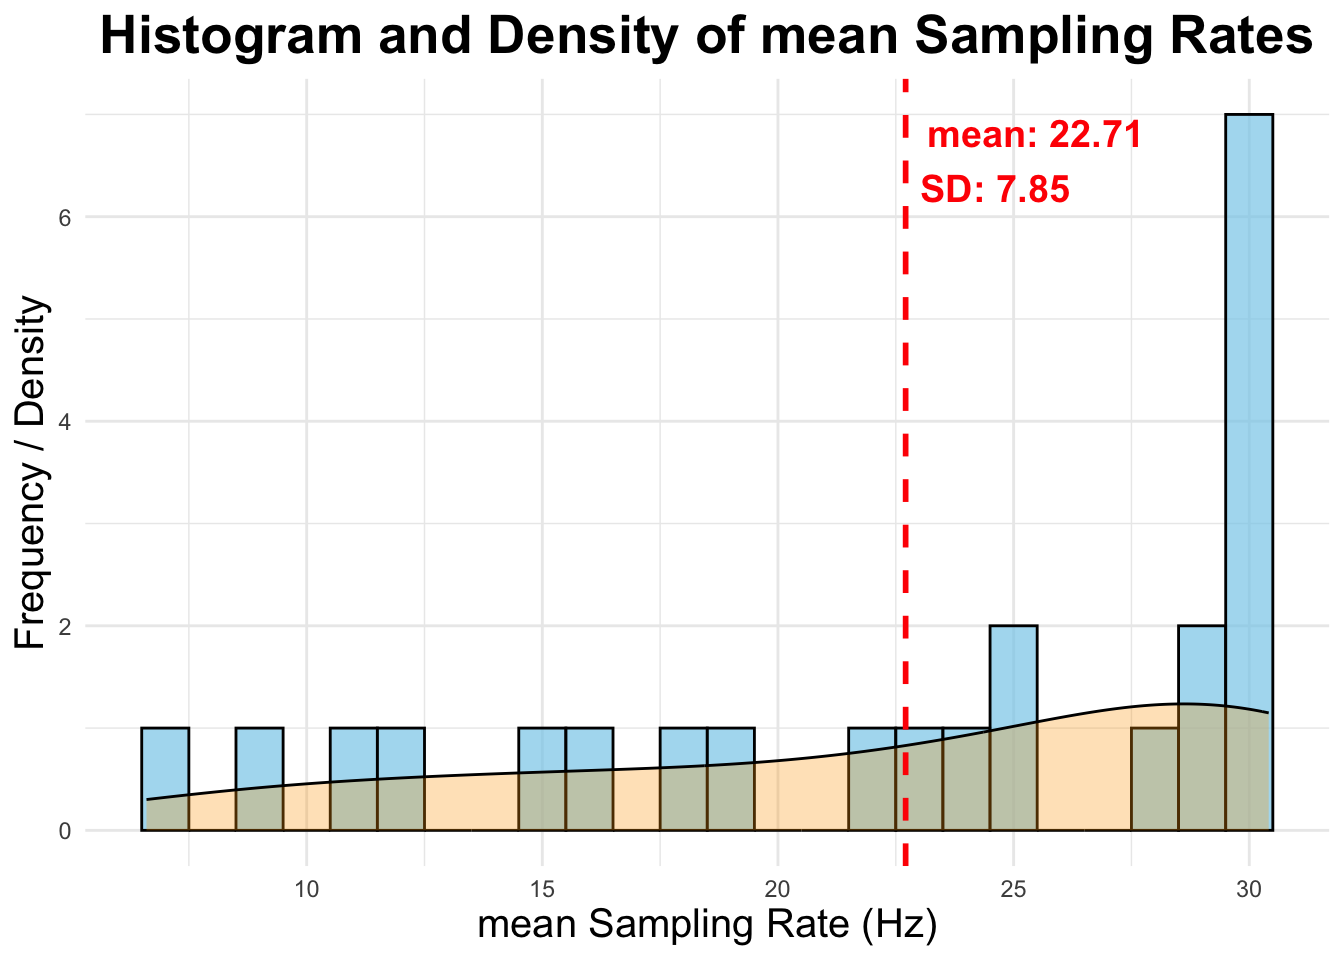 Histogram and Density of mean Sampling Rates
mean: 22.71
SD: 7.85
Frequency / Density
6
4
2
0
10 15 20 25 30
mean Sampling Rate (Hz)